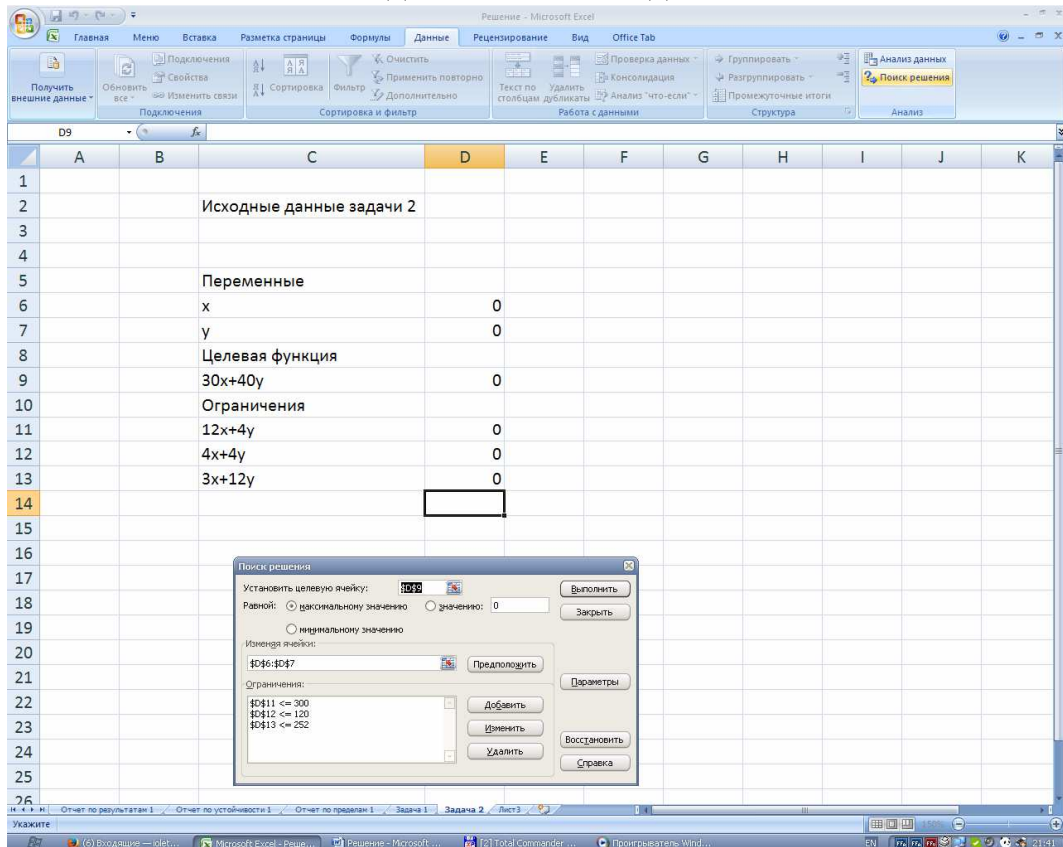 Решение - Microsoft Excel
Главная Меню Вставка Разметка страницы Формулы Данные Рецензирование Вид Office Tab
Получить внешние данные
Обновить все
Подключения
Свойства
Изменить связи
Подключения
Сортировка
Фильтр
Очистить
Применить повторно
Дополнительно
Сортировка и фильтр
Текст по столбцам
Удалить дубликаты
Проверка данных
Консолидация
Анализ "что-если"
Работа с данными
Группировать
Разгруппировать
Промежуточные итоги
Структура
Анализ данных
Поиск решения
Анализ
D9 fx
A B C D E F G H I J K
1
2 Исходные данные задачи 2
3
4
5 Переменные
6 x 0
7 y 0
8 Целевая функция
9 30x+40y 0
10 Ограничения
11 12x+4y 0
12 4x+4y 0
13 3x+12y 0
14
15
16
17
18
19
20
21
22
23
24
25
26
Поиск решения
Установить целевую ячейку: $D$9 Выполнить
Равной: максимальному значению значению: 0 Закрыть
минимальному значению
Изменяя ячейки:
$D$6:$D$7 Предположить
Ограничения: Параметры
$D$11 <= 300 Добавить
$D$12 <= 120
$D$13 <= 252 Изменить
Восстановить
Удалить
Справка
Отчет по результатам 1 Отчет по устойчивости 1 Отчет по пределам 1 Задача 1 Задача 2 Лист3
Укажите 150%
(6) Входящие — iolet... Microsoft Excel - Реше... Решение - Microsoft ... [2] Total Commander ... Проигрыватель Wind... EN 21:41